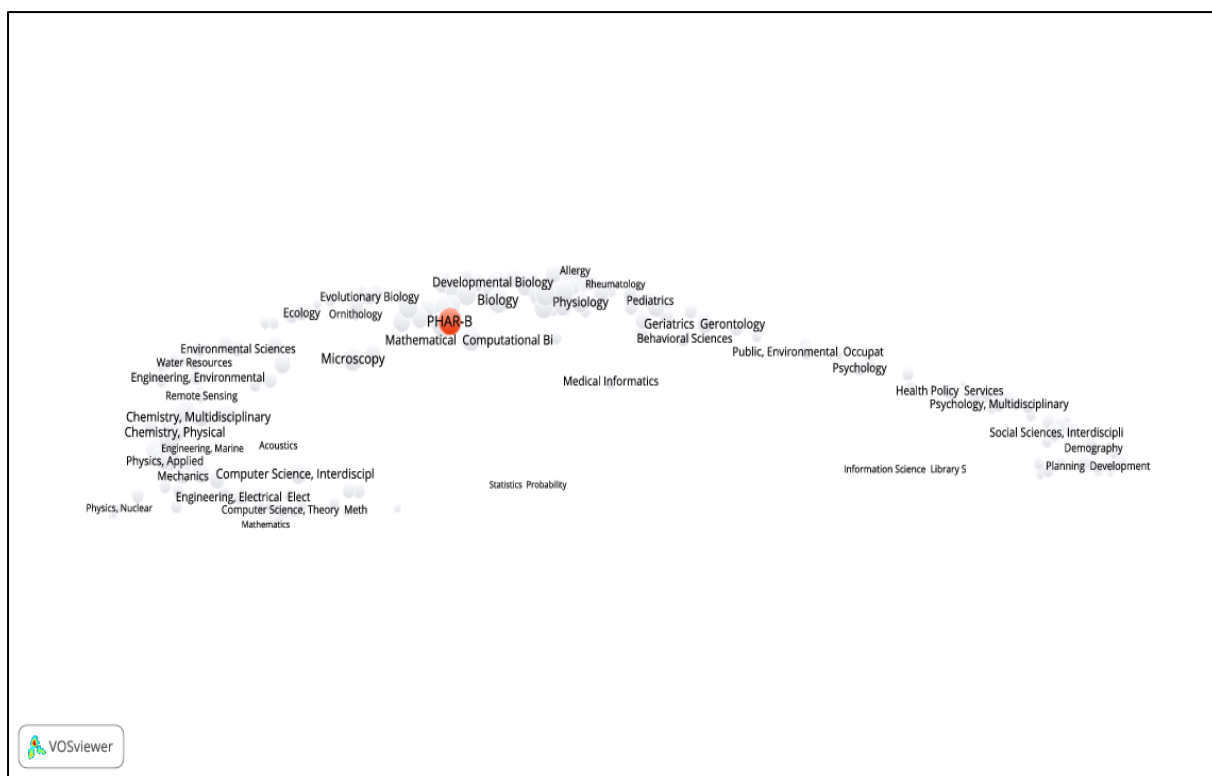 Allergy
Developmental Biology
Rheumatology
Evolutionary Biology
Biology
Physiology
Pediatrics
Ecology
Ornithology
PHAR-B
Geriatrics Gerontology
Mathematical Computational Bi
Behavioral Sciences
Environmental Sciences
Public, Environmental Occupat
Microscopy
Water Resources
Psychology
Engineering, Environmental
Medical Informatics
Health Policy Services
Remote Sensing
Psychology, Multidisciplinary
Chemistry, Multidisciplinary
Chemistry, Physical
Social Sciences, Interdiscipli
Engineering, Marine
Acoustics
Demography
Physics, Applied
Planning Development
Information Science Library S
Mechanics
Computer Science, Interdiscipl
Statistics Probability
Engineering, Electrical Elect
Physics, Nuclear
Computer Science, Theory Meth
Mathematics
VOSviewer